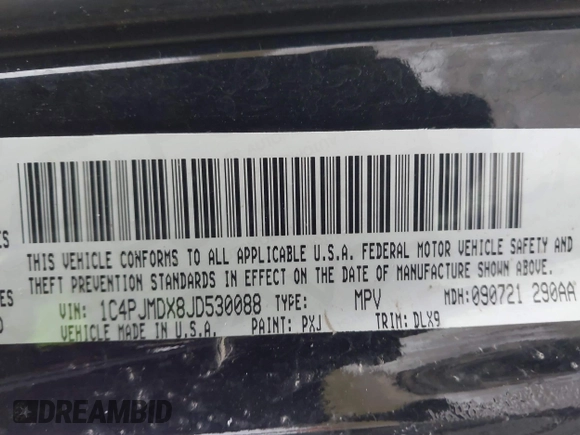 ES
THIS VEHICLE CONFORMS TO ALL APPLICABLE U.S.A. FEDERAL MOTOR VEHICLE SAFETY AND
THEFT PREVENTION STANDARDS IN EFFECT ON THE DATE OF MANUFACTURE SHOWN ABOVE.
ES
VIN: 1C4PJMDX8JD530088 TYPE: MPV MDH:090721 290AA
VEHICLE MADE IN U.S.A. PAINT: PXJ TRIM: DLX9
DREAMBID